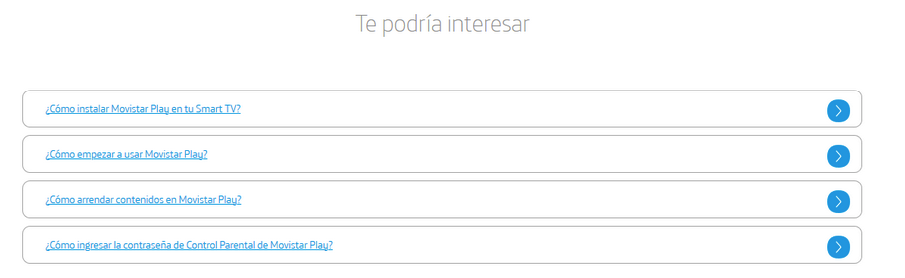 Te podría interesar
¿Cómo instalar Movistar Play en tu Smart TV?
¿Cómo empezar a usar Movistar Play?
¿Cómo arrendar contenidos en Movistar Play?
¿Cómo ingresar la contraseña de Control Parental de Movistar Play?